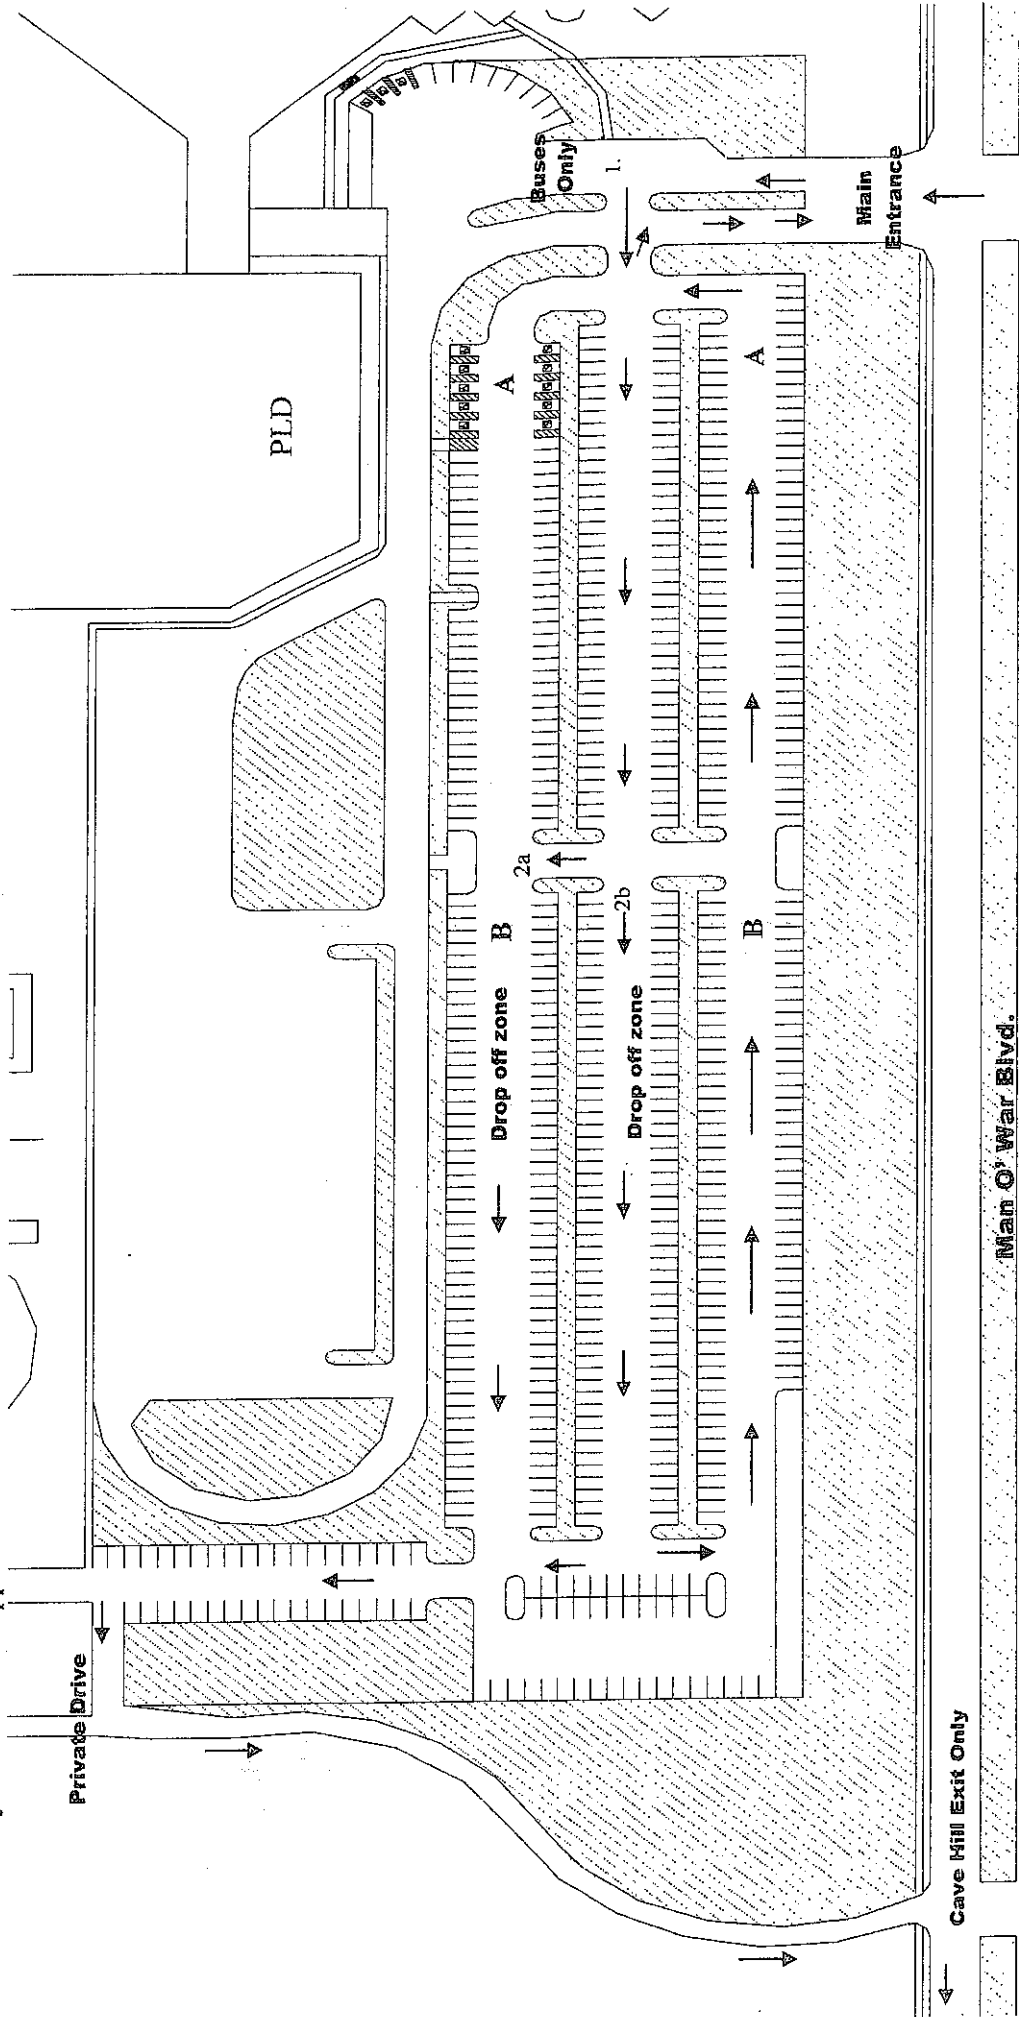 Buses
Only
1.
Main
Entrance
PLD
A
A
2a
2b
B
B
Drop off zone
Drop off zone
Private Drive
Cave Hill Exit Only
Man O' War Blvd.